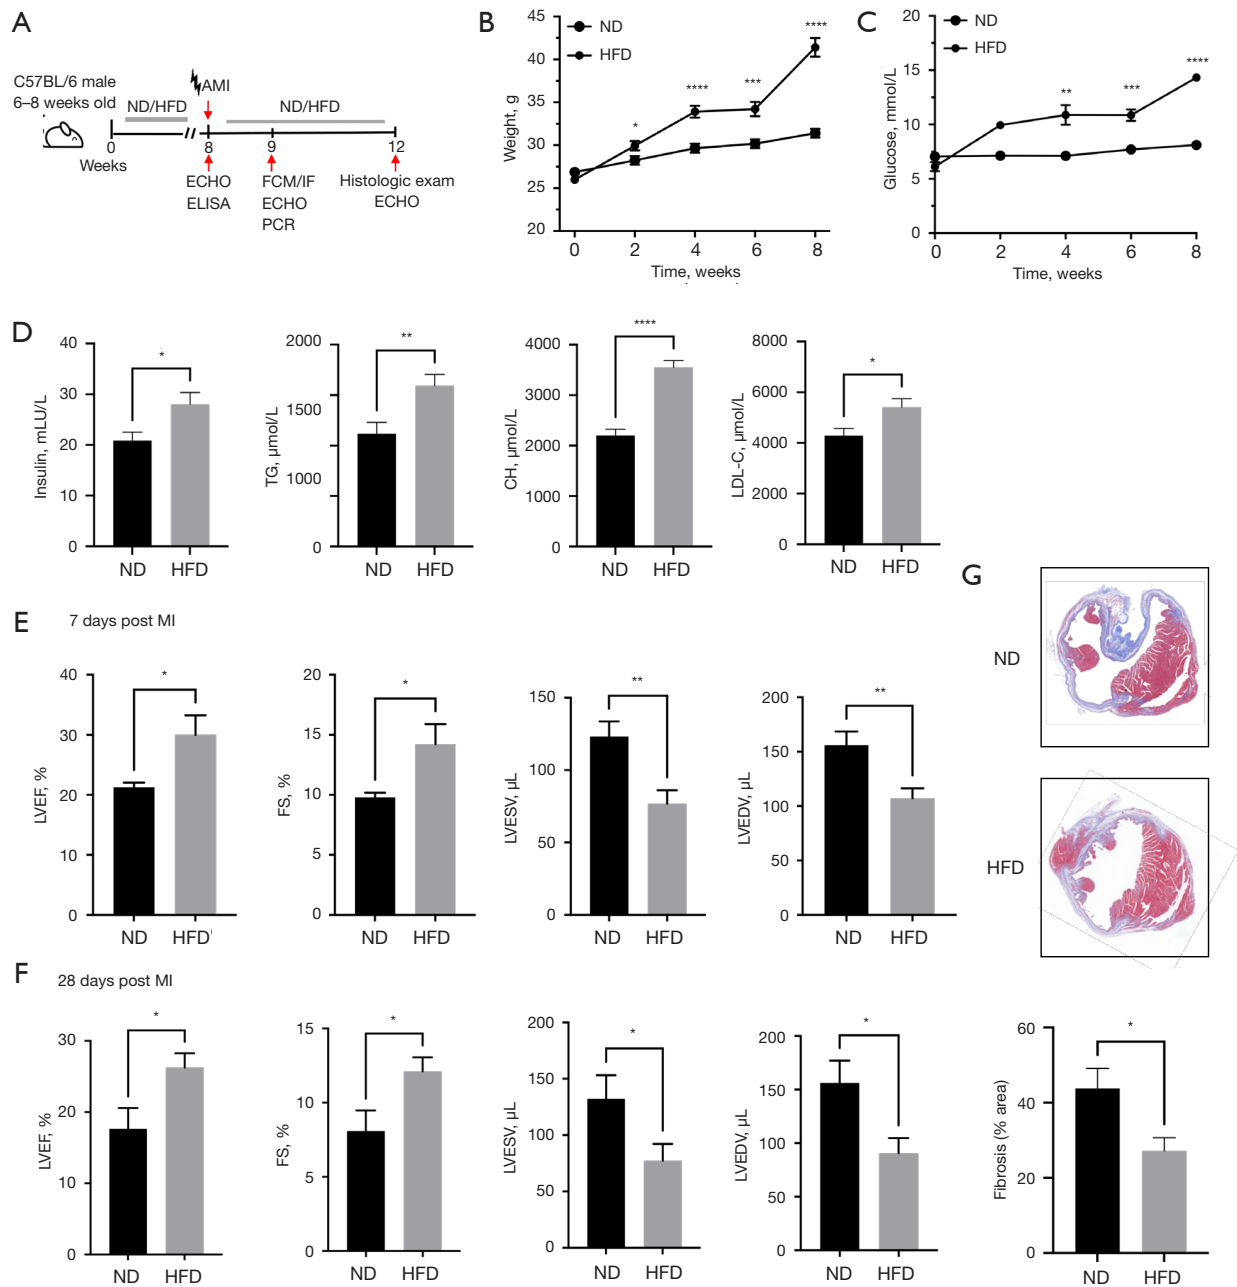 A
C57BL/6 male
6–8 weeks old
ND/HFD
AMI
ND/HFD
0
8
9
12
Weeks
ECHO
ELISA
FCM/IF
ECHO
PCR
Histologic exam
ECHO
B
ND
HFD
Weight, g
45
40
35
30
25
20
*
****
***
****
0 2 4 6 8
Time, weeks
C
ND
HFD
Glucose, mmol/L
20
15
10
5
0
**
***
****
0 2 4 6 8
Time, weeks
D
Insulin, mLU/L
40
30
20
10
0
*
ND HFD
TG, µmol/L
2000
1500
1000
0
**
ND HFD
CH, µmol/L
4000
3000
2000
1000
0
****
ND HFD
LDL-C, µmol/L
8000
6000
4000
2000
0
*
ND HFD
E
7 days post MI
LVEF, %
40
30
20
10
0
*
ND HFD
FS, %
20
15
10
5
0
*
ND HFD
LVESV, µL
150
100
50
0
**
ND HFD
LVEDV, µL
200
150
100
50
0
**
ND HFD
F
28 days post MI
LVEF, %
30
20
10
0
*
ND HFD
FS, %
15
10
5
0
*
ND HFD
LVESV, µL
200
150
100
50
0
*
ND HFD
LVEDV, µL
200
150
100
50
0
*
ND HFD
G
ND
HFD
Fibrosis (% area)
60
40
20
0
*
ND HFD